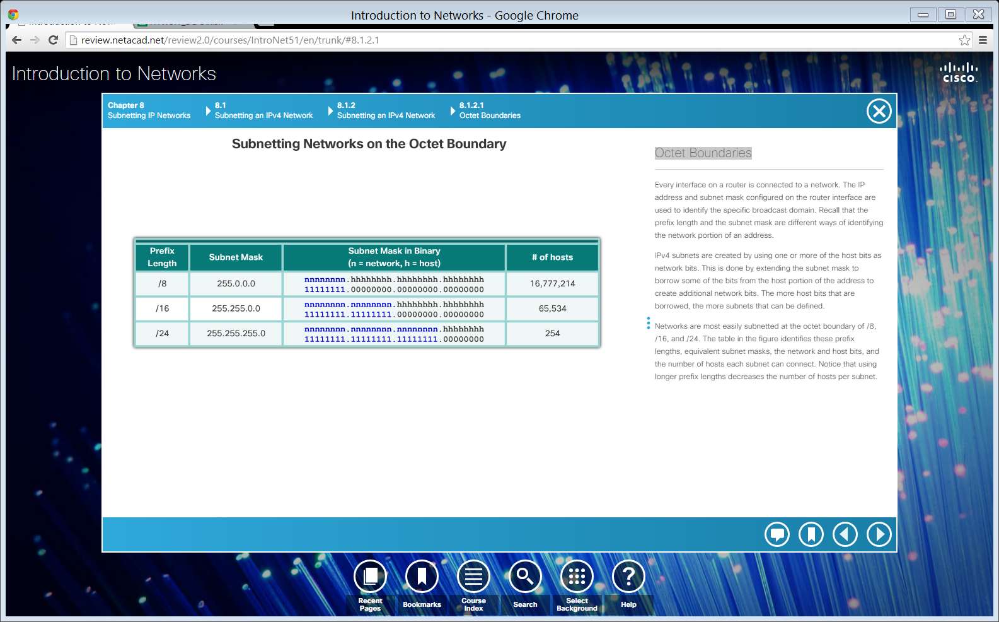 Introduction to Networks - Google Chrome
review.netacad.net/review2.0/courses/IntroNet51/en/trunk/#8.1.2.1
Introduction to Networks
CISCO
Chapter 8
Subnetting IP Networks
8.1
Subnetting an IPv4 Network
8.1.2
Subnetting an IPv4 Network
8.1.2.1
Octet Boundaries
Subnetting Networks on the Octet Boundary
Prefix Length
Subnet Mask
Subnet Mask in Binary
(n = network, h = host)
# of hosts
/8
255.0.0.0
nnnnnnnn.hhhhhhhh.hhhhhhhh.hhhhhhhh
11111111.00000000.00000000.00000000
16,777,214
/16
255.255.0.0
nnnnnnnn.nnnnnnnn.hhhhhhhh.hhhhhhhh
11111111.11111111.00000000.00000000
65,534
/24
255.255.255.0
nnnnnnnn.nnnnnnnn.nnnnnnnn.hhhhhhhh
11111111.11111111.11111111.00000000
254
Octet Boundaries
Every interface on a router is connected to a network. The IP
address and subnet mask configured on the router interface are
used to identify the specific broadcast domain. Recall that the
prefix length and the subnet mask are different ways of identifying
the network portion of an address.
IPv4 subnets are created by using one or more of the host bits as
network bits. This is done by extending the subnet mask to
borrow some of the bits from the host portion of the address to
create additional network bits. The more host bits that are
borrowed, the more subnets that can be defined.
Networks are most easily subnetted at the octet boundary of /8,
/16, and /24. The table in the figure identifies these prefix
lengths, equivalent subnet masks, the network and host bits, and
the number of hosts each subnet can connect. Notice that using
longer prefix lengths decreases the number of hosts per subnet.
Recent
Pages
Bookmarks
Course
Index
Search
Select
Background
Help